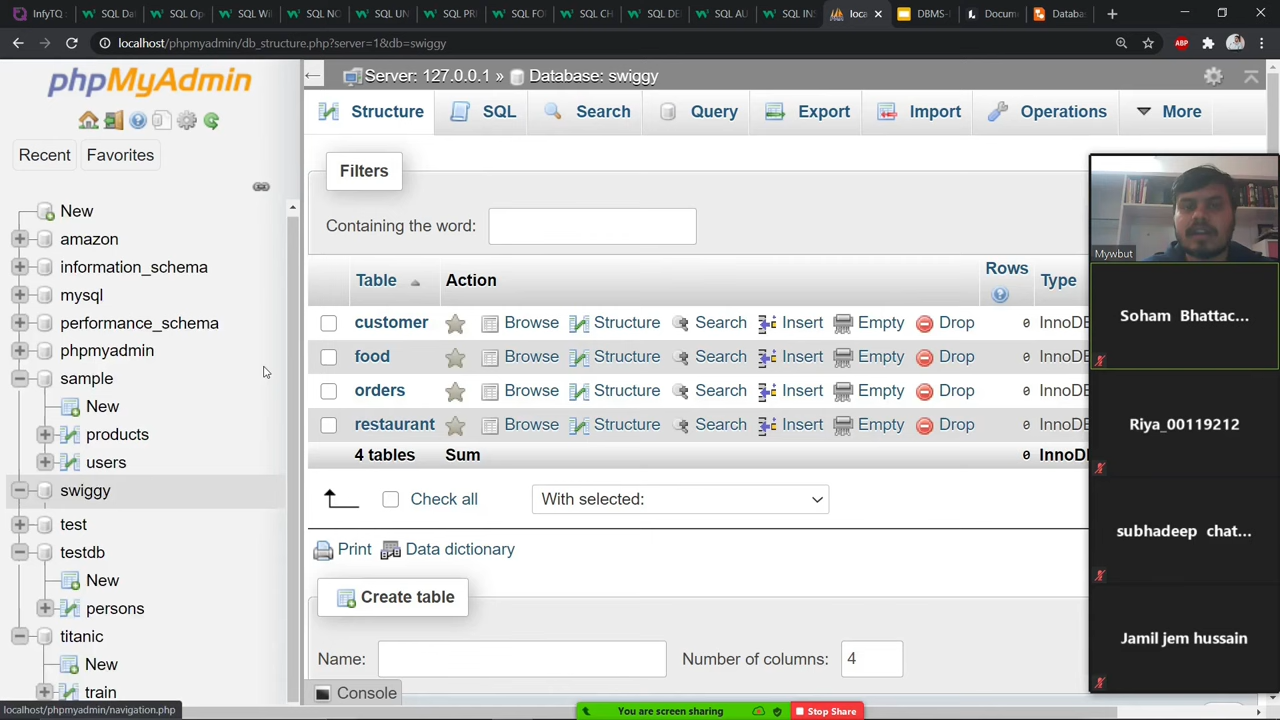 InfyTQ
SQL Da
SQL Op
SQL Wi
SQL NO
SQL UN
SQL PR
SQL FO
SQL CH
SQL DE
SQL AU
SQL INS
loca
DBMS-
Docum
Databa
localhost/phpmyadmin/db_structure.php?server=1&db=swiggy
ABP
phpMyAdmin
Recent
Favorites
New
amazon
information_schema
mysql
performance_schema
phpmyadmin
sample
New
products
users
swiggy
test
testdb
New
persons
titanic
New
train
localhost/phpmyadmin/navigation.php
Server: 127.0.0.1 » Database: swiggy
Structure SQL Search Query Export Import Operations More
Filters
Containing the word:
Table Action Rows Type
customer Browse Structure Search Insert Empty Drop 0 InnoDB
food Browse Structure Search Insert Empty Drop 0 InnoDB
orders Browse Structure Search Insert Empty Drop 0 InnoDB
restaurant Browse Structure Search Insert Empty Drop 0 InnoDB
4 tables Sum 0 InnoDB
Check all With selected:
Print Data dictionary
Create table
Name: Number of columns: 4
Console
Mywbut
Soham Bhattac...
Riya_00119212
subhadeep chat...
Jamil jem hussain
You are screen sharing
Stop Share